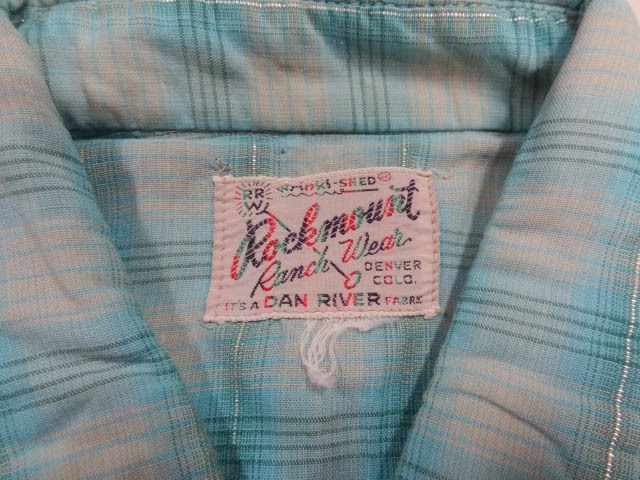 RRW
WRINKL-SHED ®
Rockmount
Ranch Wear
DENVER
COLO.
IT'S A DAN RIVER FABRIC